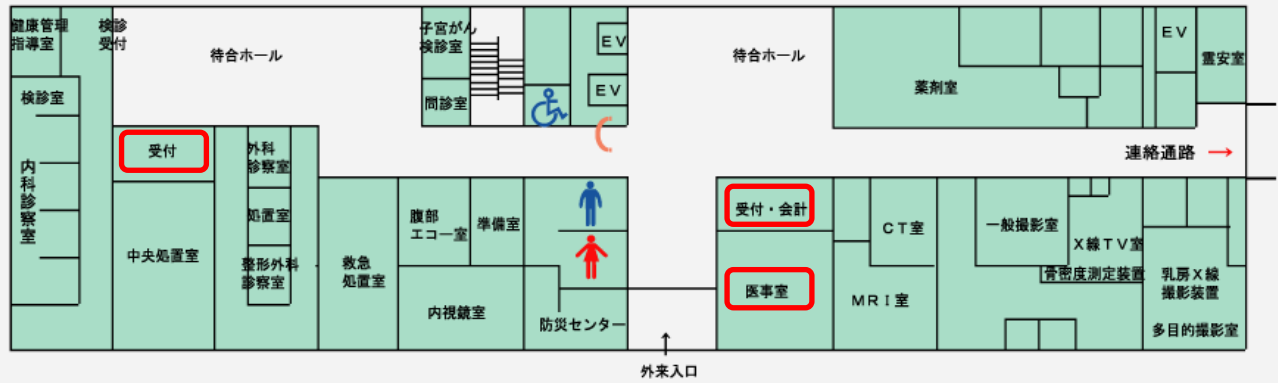 健康管理
指導室
検診
受付
待合ホール
子宮がん
検診室
EV
待合ホール
EV
霊安室
検診室
問診室
EV
薬剤室
受付
外科
診察室
連絡通路 →
内科診察室
処置室
腹部
エコー室
準備室
受付・会計
CT室
一般撮影室
X線TV室
中央処置室
整形外科
診察室
救急
処置室
骨密度測定装置
乳房X線
撮影装置
医事室
MRI室
内視鏡室
防災センター
多目的撮影室
外来入口